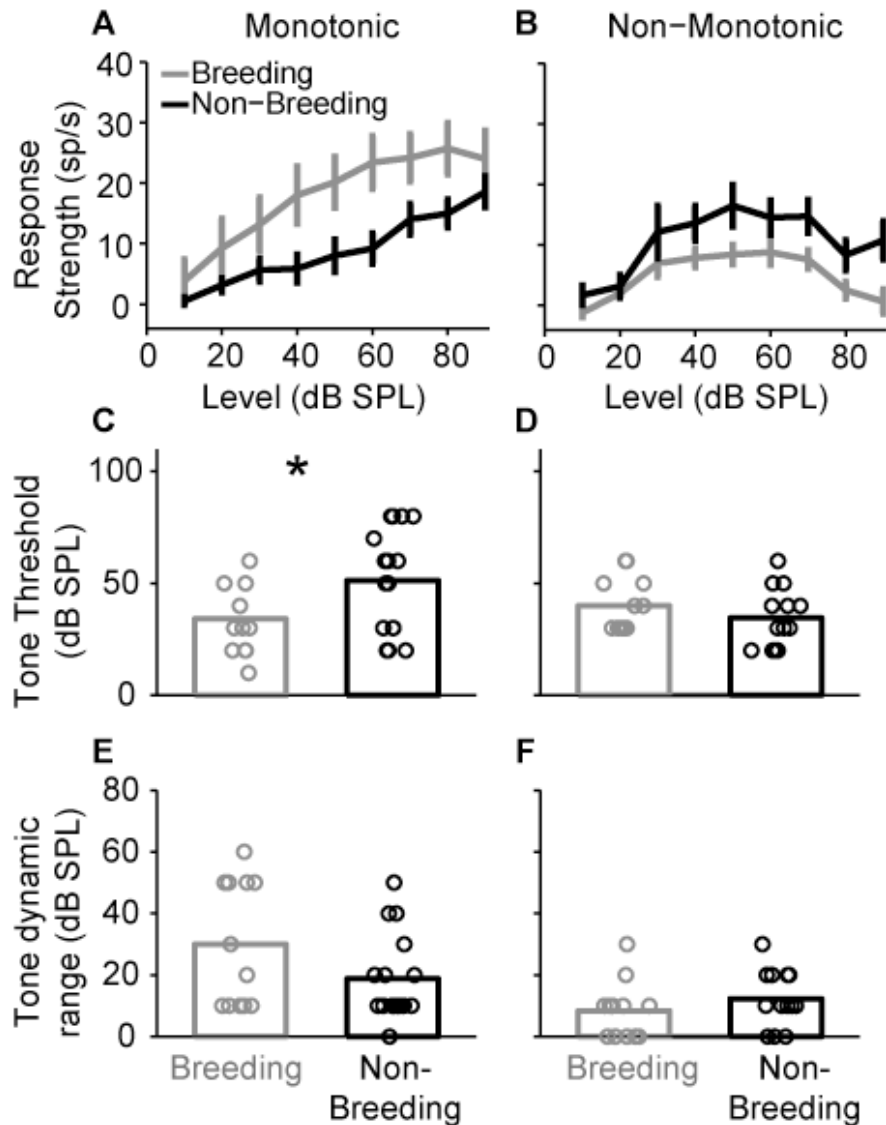 A Monotonic
B Non−Monotonic
Response
Strength (sp/s)
40
30
20
10
0
Breeding
Non−Breeding
0 20 40 60 80
Level (dB SPL)
0 20 40 60 80
Level (dB SPL)
C
D
Tone Threshold
(dB SPL)
100
50
0
*
E
F
Tone dynamic
range (dB SPL)
80
60
40
20
0
Breeding
Non-
Breeding
Breeding
Non-
Breeding